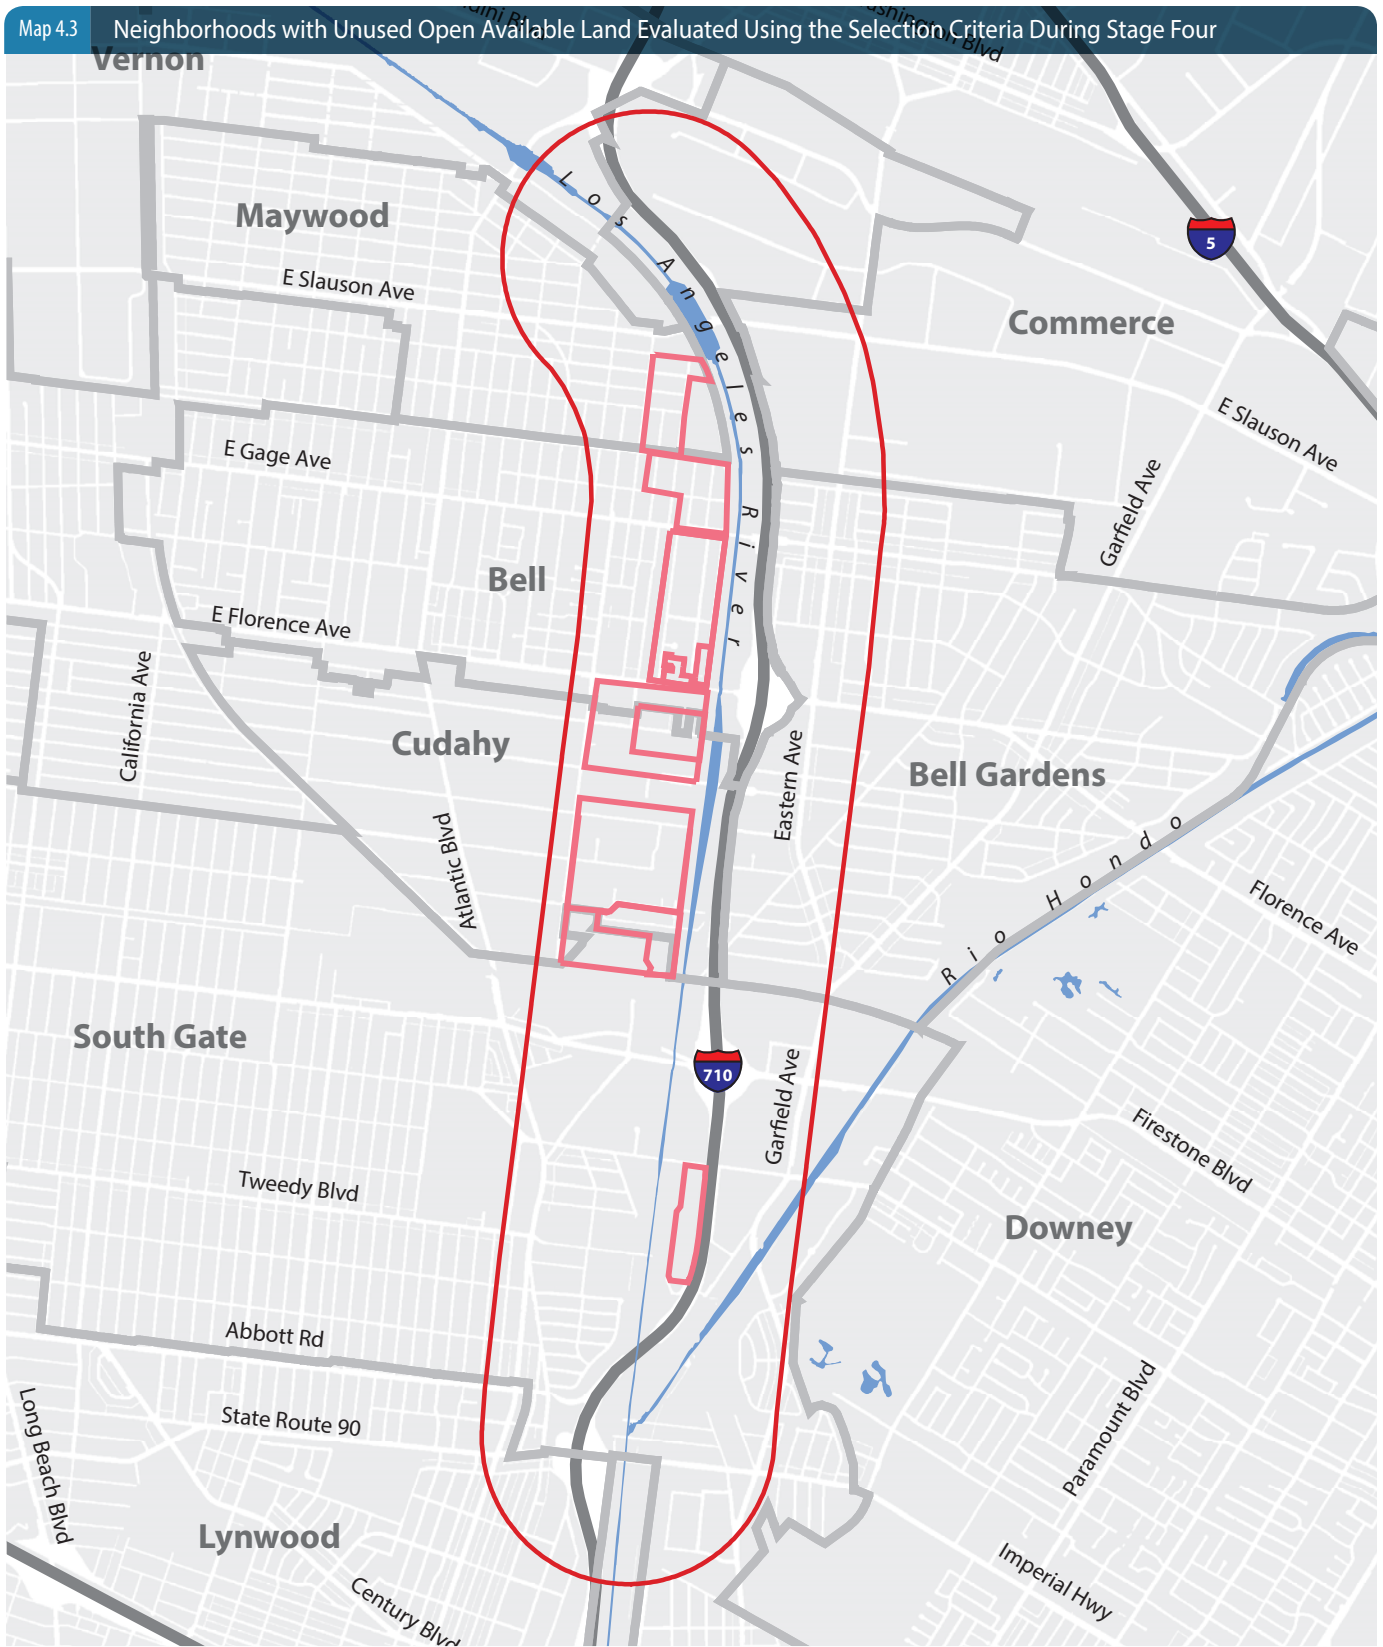 Map 4.3
Neighborhoods with Unused Open Available Land Evaluated Using the Selection Criteria During Stage Four
Vernon
Los Angeles River
Maywood
5
E Slauson Ave
Commerce
E Slauson Ave
E Gage Ave
Garfield Ave
Bell
E Florence Ave
California Ave
Cudahy
Eastern Ave
Bell Gardens
Atlantic Blvd
Rio Hondo
Florence Ave
South Gate
710
Garfield Ave
Firestone Blvd
Tweedy Blvd
Downey
Abbott Rd
Long Beach Blvd
State Route 90
Paramount Blvd
Lynwood
Imperial Hwy
Century Blvd